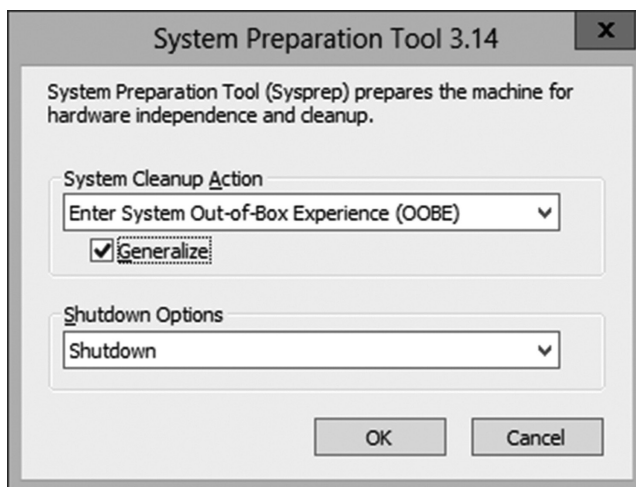 System Preparation Tool 3.14
x
System Preparation Tool (Sysprep) prepares the machine for
hardware independence and cleanup.
System Cleanup Action
Enter System Out-of-Box Experience (OOBE)
Generalize
Shutdown Options
Shutdown
OK
Cancel